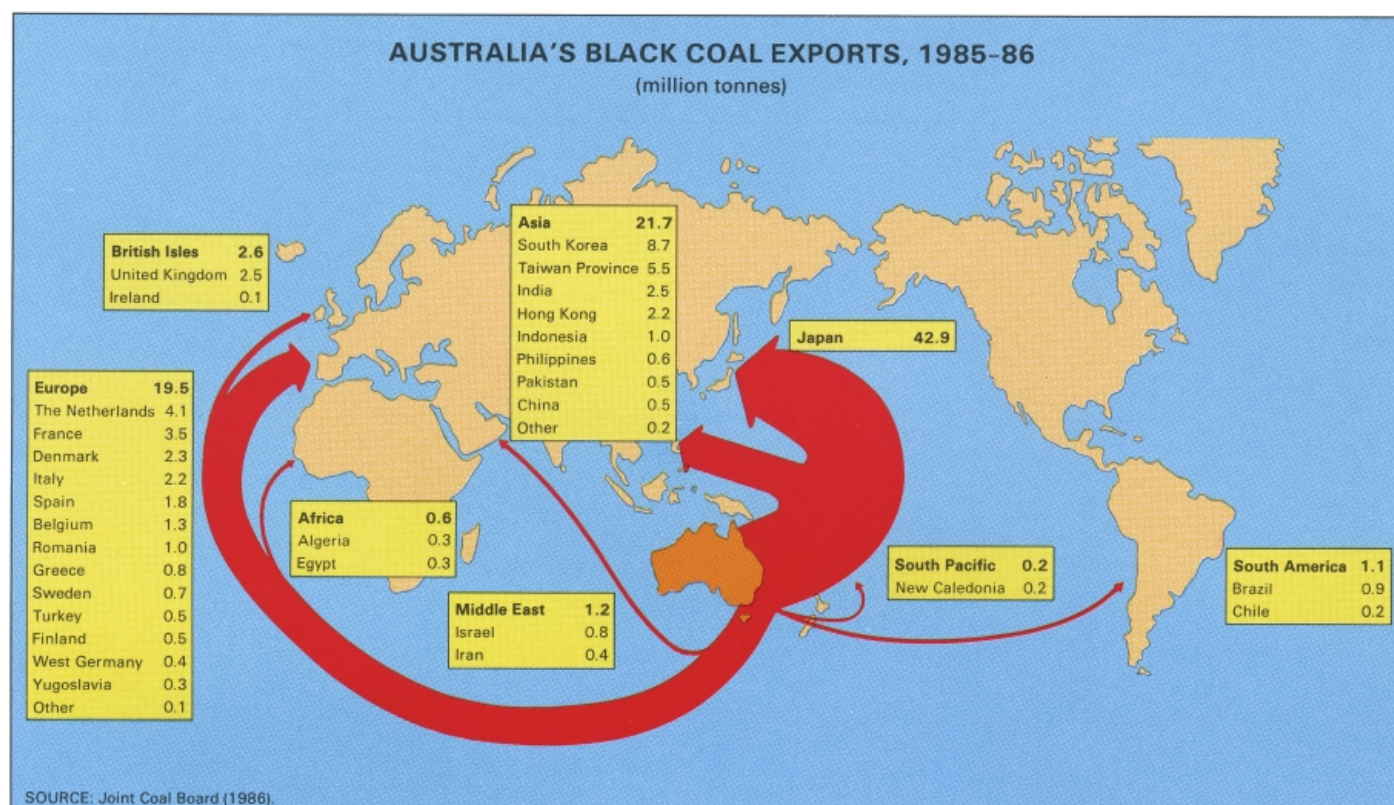 AUSTRALIA'S BLACK COAL EXPORTS, 1985–86
(million tonnes)
British Isles 2.6
United Kingdom 2.5
Ireland 0.1
Europe 19.5
The Netherlands 4.1
France 3.5
Denmark 2.3
Italy 2.2
Spain 1.8
Belgium 1.3
Romania 1.0
Greece 0.8
Sweden 0.7
Turkey 0.5
Finland 0.5
West Germany 0.4
Yugoslavia 0.3
Other 0.1
Africa 0.6
Algeria 0.3
Egypt 0.3
Asia 21.7
South Korea 8.7
Taiwan Province 5.5
India 2.5
Hong Kong 2.2
Indonesia 1.0
Philippines 0.6
Pakistan 0.5
China 0.5
Other 0.2
Middle East 1.2
Israel 0.8
Iran 0.4
Japan 42.9
South Pacific 0.2
New Caledonia 0.2
South America 1.1
Brazil 0.9
Chile 0.2
SOURCE: Joint Coal Board (1986).